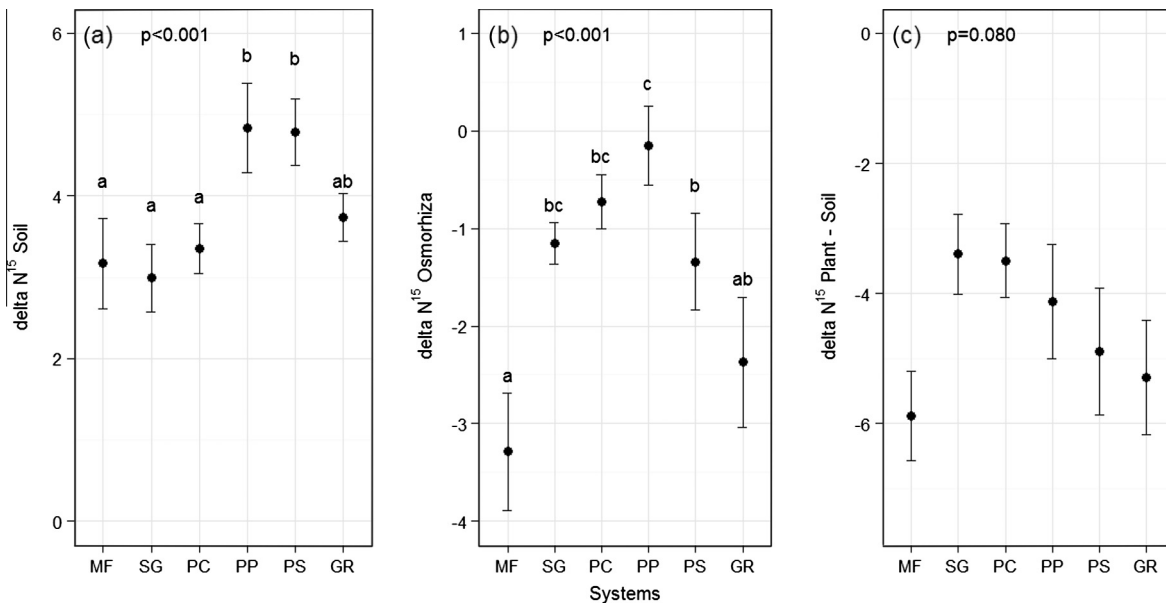 (a) p<0.001
b b
a a a ab
6
4
2
0
delta N¹⁵ Soil
MF SG PC PP PS GR
(b) p<0.001
c
bc bc b
ab
a
1
0
-1
-2
-3
-4
delta N¹⁵ Osmorhiza
MF SG PC PP PS GR
Systems
(c) p=0.080
0
-2
-4
-6
delta N¹⁵ Plant - Soil
MF SG PC PP PS GR